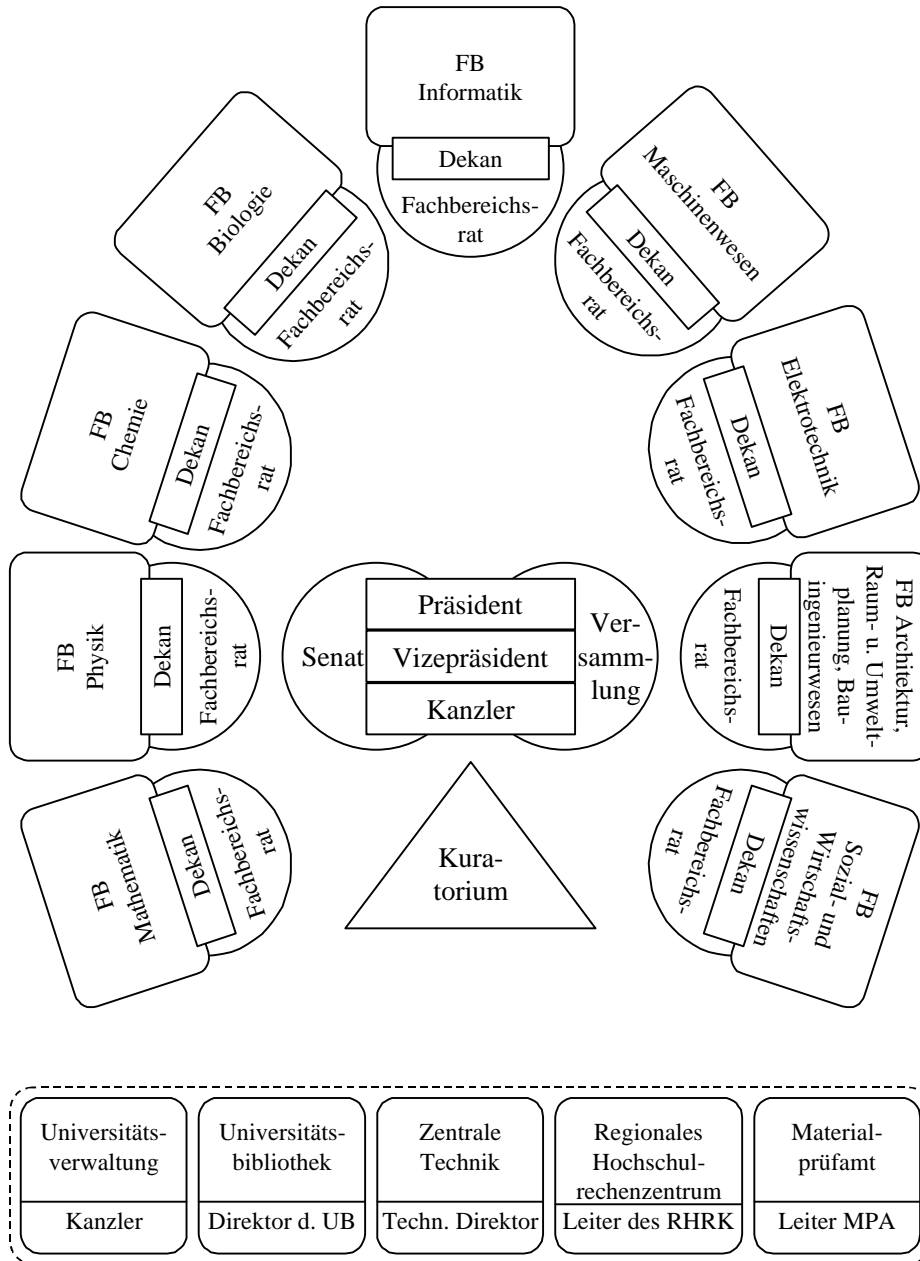 FB
Informatik
Dekan
Fachbereichs-
rat
FB
Biologie
Dekan
Fachbereichs-
rat
FB
Maschinenwesen
Dekan
Fachbereichs-
rat
FB
Chemie
Dekan
Fachbereichs-
rat
FB
Elektrotechnik
Dekan
Fachbereichs-
rat
FB
Physik
Dekan
Fachbereichs-
rat
Senat
Präsident
Vizepräsident
Kanzler
Ver-
samm-
lung
FB Architektur,
Raum- u. Umwelt-
planung, Bau-
ingenieurwesen
Dekan
Fachbereichs-
rat
FB
Mathematik
Dekan
Fachbereichs-
rat
Kura-
torium
FB
Sozial- und
Wirtschafts-
wissenschaften
Dekan
Fachbereichs-
rat
Universitäts-
verwaltung
Kanzler
Universitäts-
bibliothek
Direktor d. UB
Zentrale
Technik
Techn. Direktor
Regionales
Hochschul-
rechenzentrum
Leiter des RHRK
Material-
prüfamt
Leiter MPA